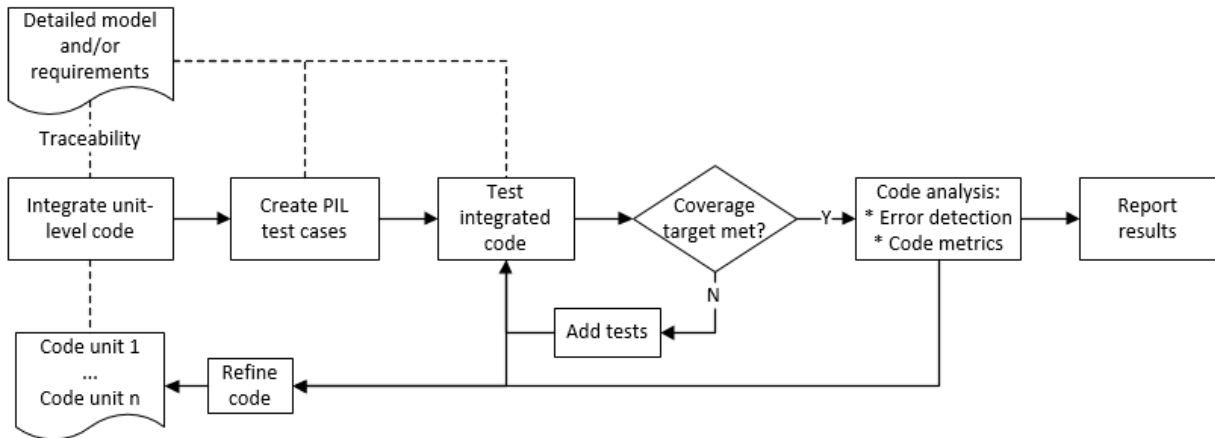 Detailed model
and/or
requirements
Traceability
Integrate unit-
level code
Create PIL
test cases
Test
integrated
code
Coverage
target met?
Y
Code analysis:
* Error detection
* Code metrics
Report
results
N
Add tests
Code unit 1
...
Code unit n
Refine
code